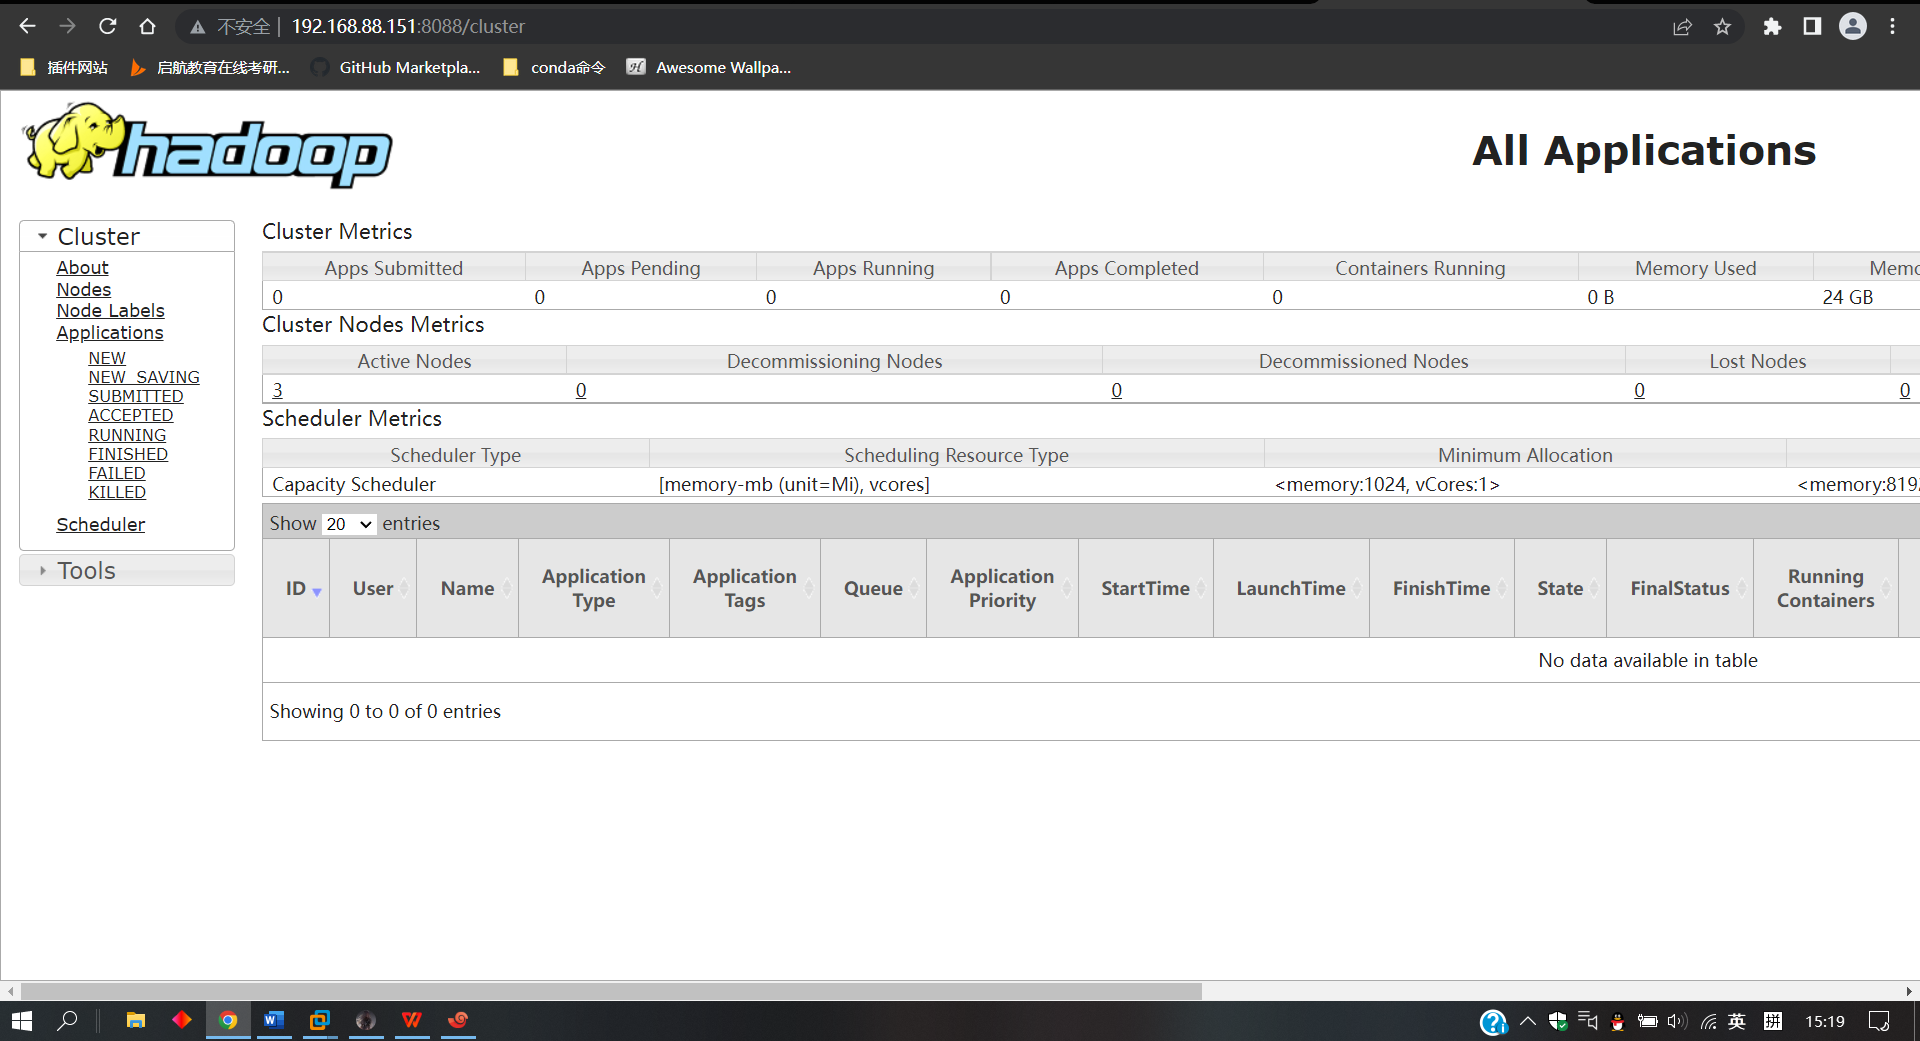 不安全 | 192.168.88.151:8088/cluster
插件网站 启航教育在线考研... GitHub Marketpla... conda命令 Awesome Wallpa...
hadoop
All Applications
Cluster
About
Nodes
Node Labels
Applications
NEW
NEW_SAVING
SUBMITTED
ACCEPTED
RUNNING
FINISHED
FAILED
KILLED
Scheduler
Tools
Cluster Metrics
Apps Submitted Apps Pending Apps Running Apps Completed Containers Running Memory Used Memo
0 0 0 0 0 0 B 24 GB
Cluster Nodes Metrics
Active Nodes Decommissioning Nodes Decommissioned Nodes Lost Nodes
3 0 0 0 0
Scheduler Metrics
Scheduler Type Scheduling Resource Type Minimum Allocation
Capacity Scheduler [memory-mb (unit=Mi), vcores] <memory:1024, vCores:1> <memory:819
Show 20 entries
ID User Name Application Type Application Tags Queue Application Priority StartTime LaunchTime FinishTime State FinalStatus Running Containers
No data available in table
Showing 0 to 0 of 0 entries
英 拼 15:19